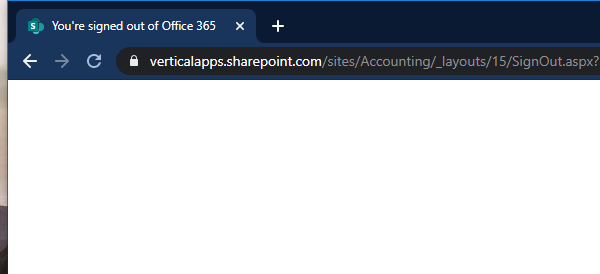 S You're signed out of Office 365
verticalapps.sharepoint.com/sites/Accounting/_layouts/15/SignOut.aspx?